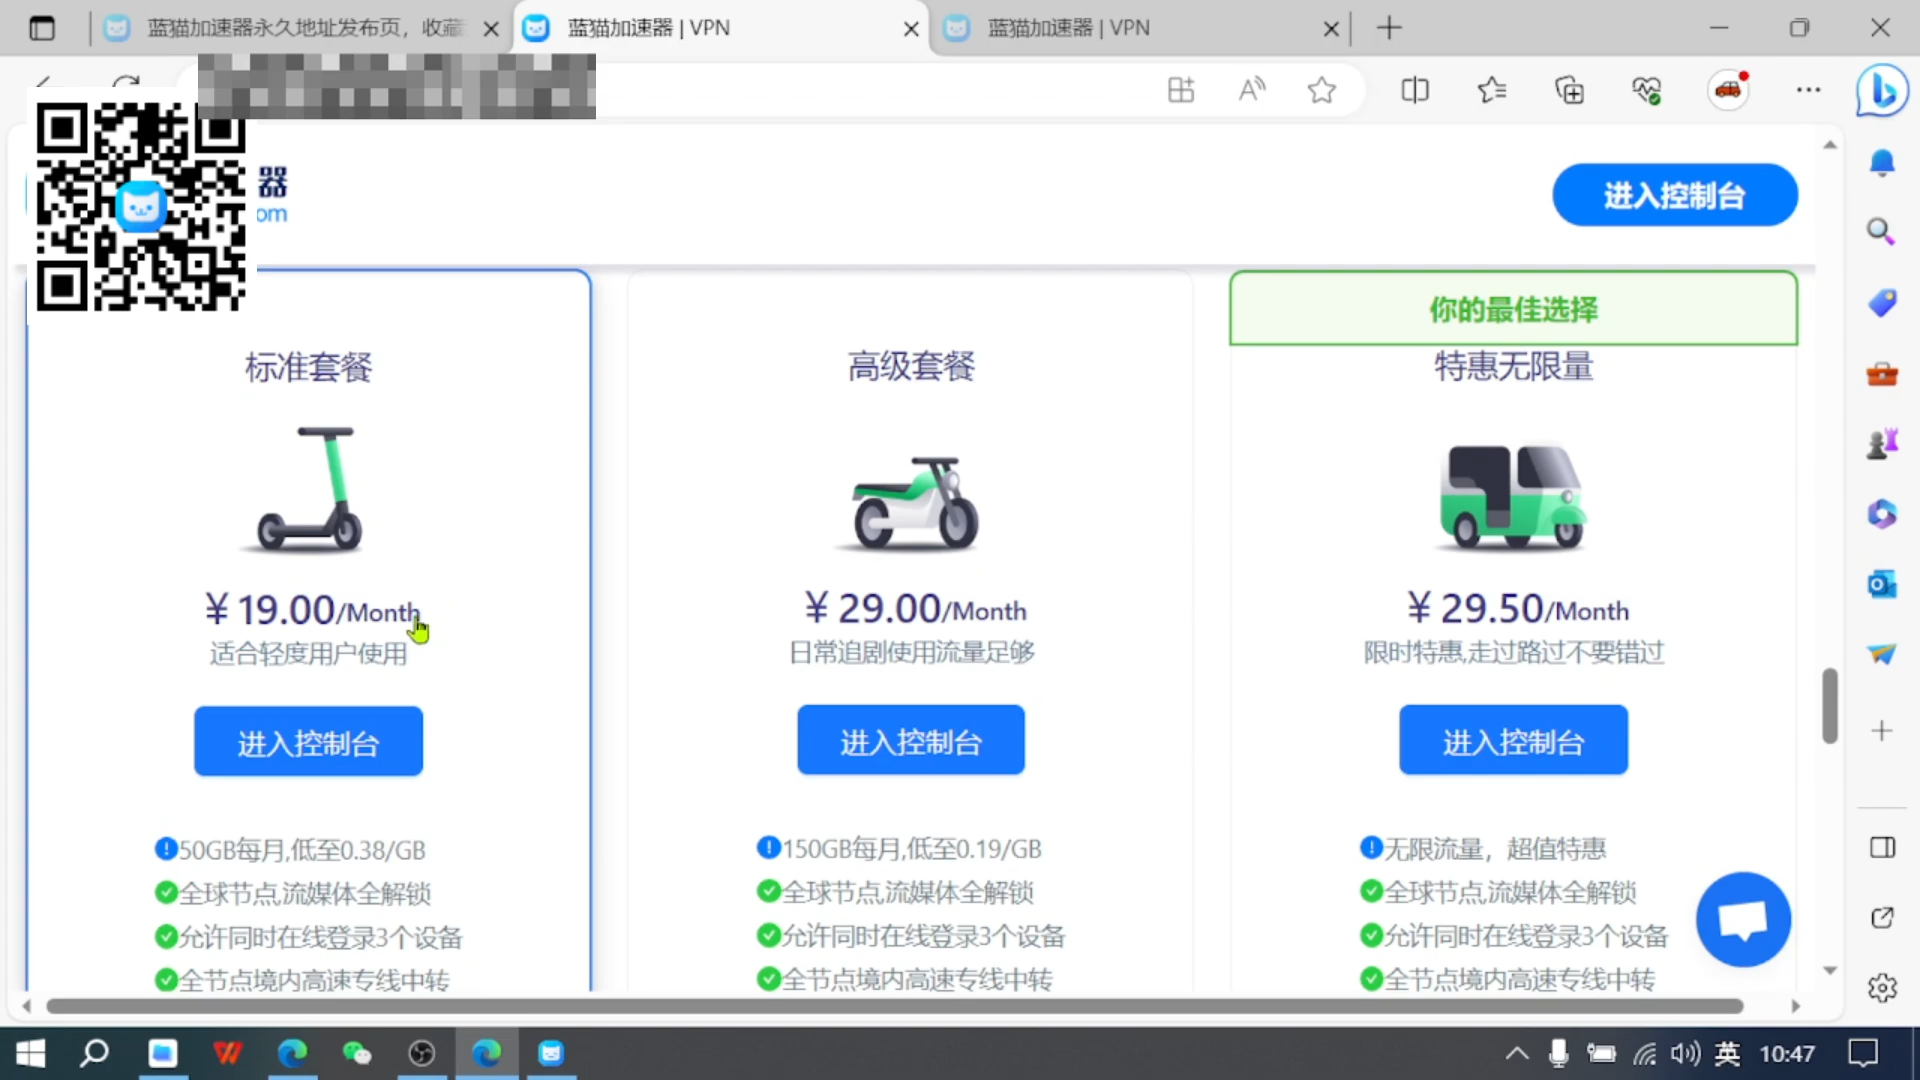 蓝猫加速器永久地址发布页，收藏
蓝猫加速器 | VPN
蓝猫加速器 | VPN
器
om
进入控制台
你的最佳选择
标准套餐
高级套餐
特惠无限量
￥19.00/Month
￥29.00/Month
￥29.50/Month
适合轻度用户使用
日常追剧使用流量足够
限时特惠,走过路过不要错过
进入控制台
进入控制台
进入控制台
50GB每月,低至0.38/GB
150GB每月,低至0.19/GB
无限流量，超值特惠
全球节点,流媒体全解锁
全球节点,流媒体全解锁
全球节点,流媒体全解锁
允许同时在线登录3个设备
允许同时在线登录3个设备
允许同时在线登录3个设备
全节点境内高速专线中转
全节点境内高速专线中转
全节点境内高速专线中转
英
10:47